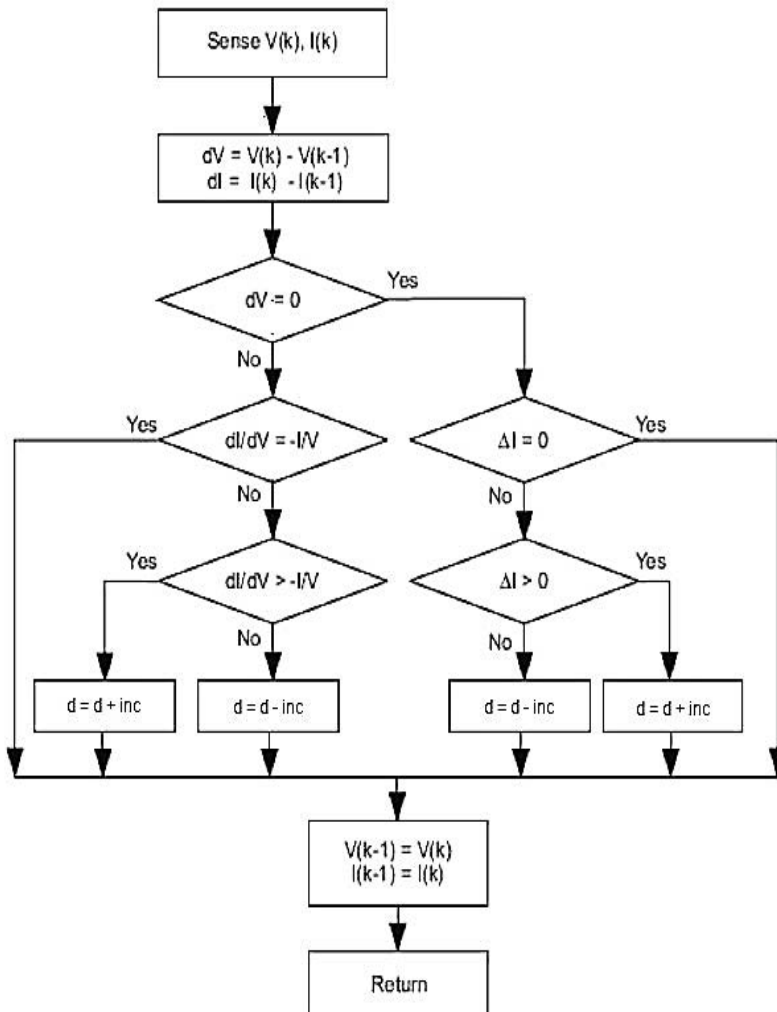 Sense V(k), I(k)
dV = V(k) - V(k-1)
dI = I(k) - I(k-1)
dV = 0
Yes
No
Yes
dI/dV = -I/V
No
ΔI = 0
Yes
No
Yes
dI/dV > -I/V
No
ΔI > 0
Yes
No
d = d + inc
d = d - inc
d = d - inc
d = d + inc
V(k-1) = V(k)
I(k-1) = I(k)
Return